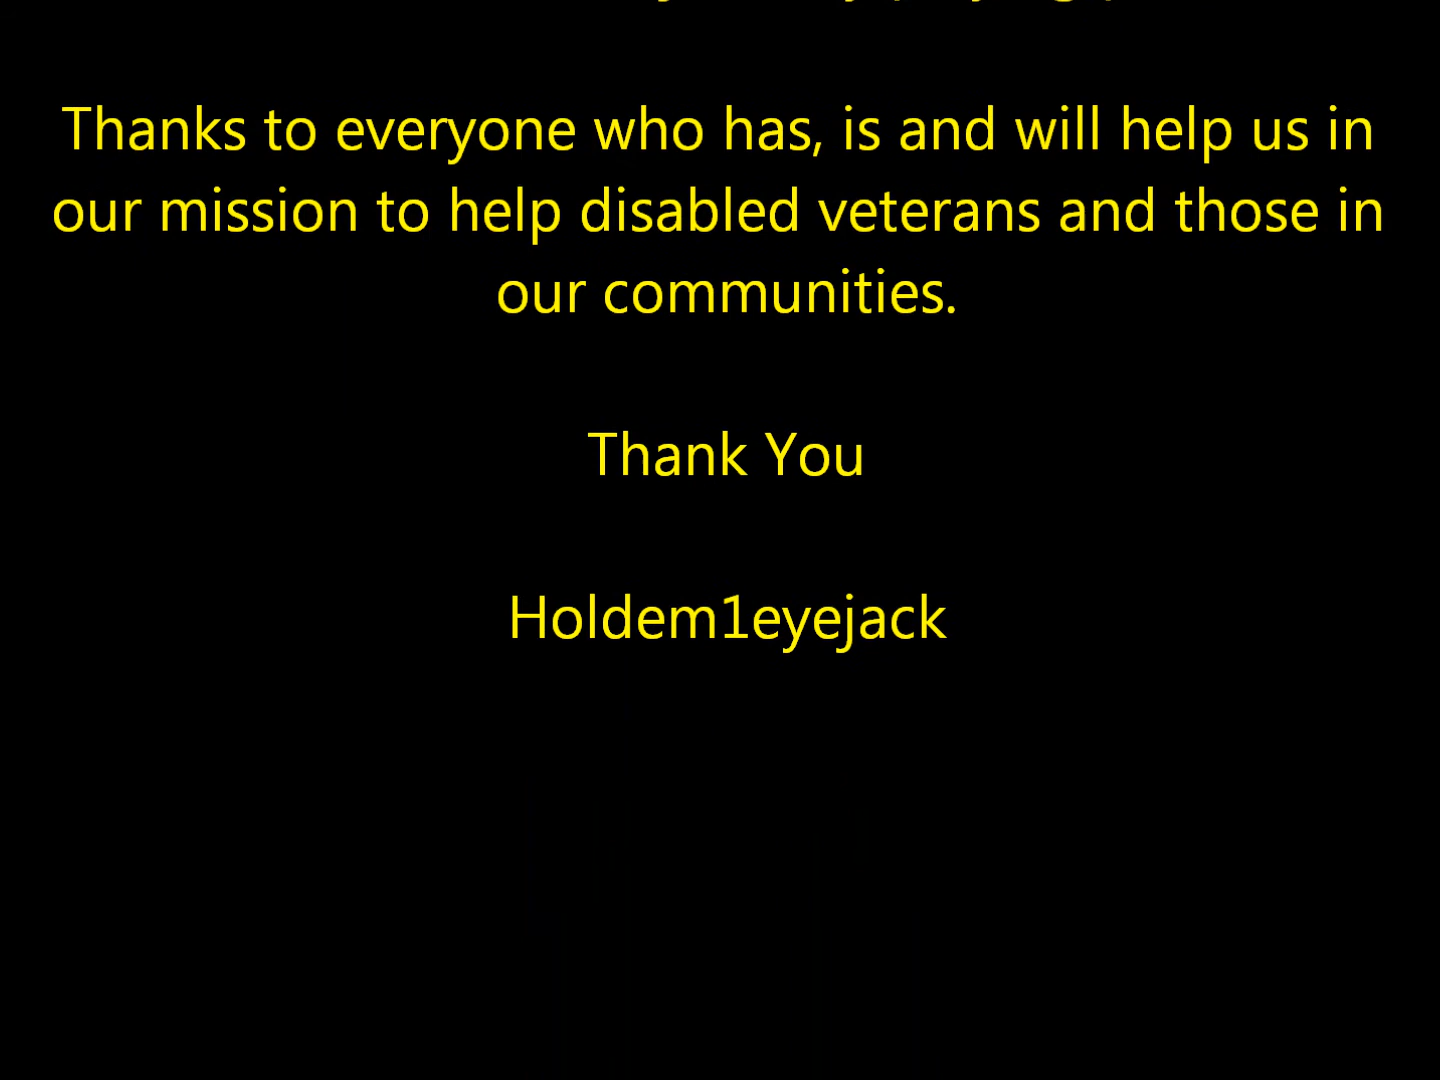 Thanks to everyone who has, is and will help us in
our mission to help disabled veterans and those in
our communities.
Thank You
Holdem1eyejack